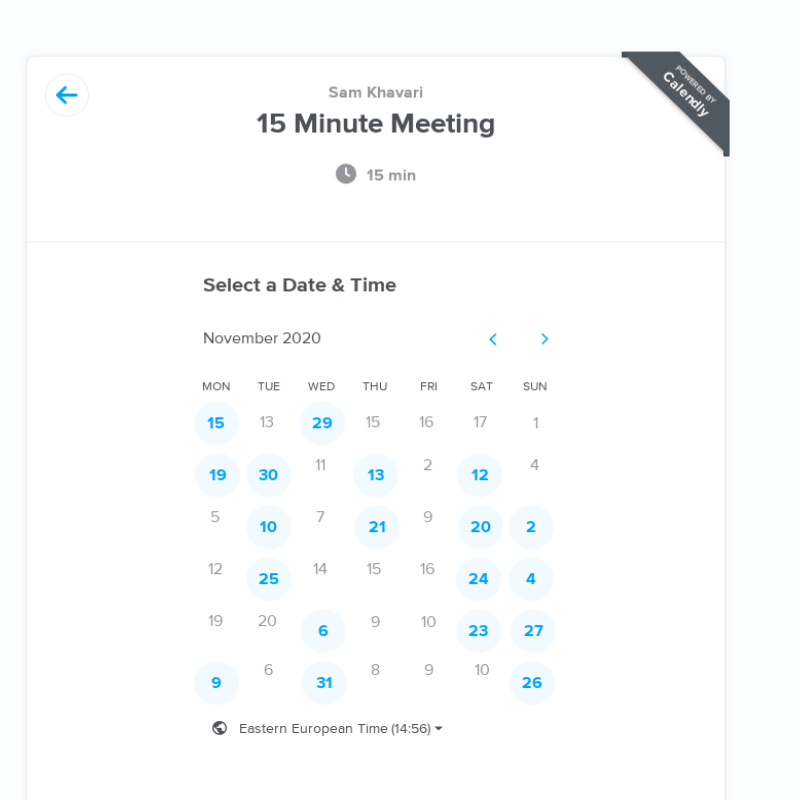 POWERED BY
Calendly
Sam Khavari
15 Minute Meeting
15 min
Select a Date & Time
November 2020
MON TUE WED THU FRI SAT SUN
15 13 29 15 16 17 1
19 30 11 13 2 12 4
5 10 7 21 9 20 2
12 25 14 15 16 24 4
19 20 6 9 10 23 27
9 6 31 8 9 10 26
Eastern European Time (14:56)